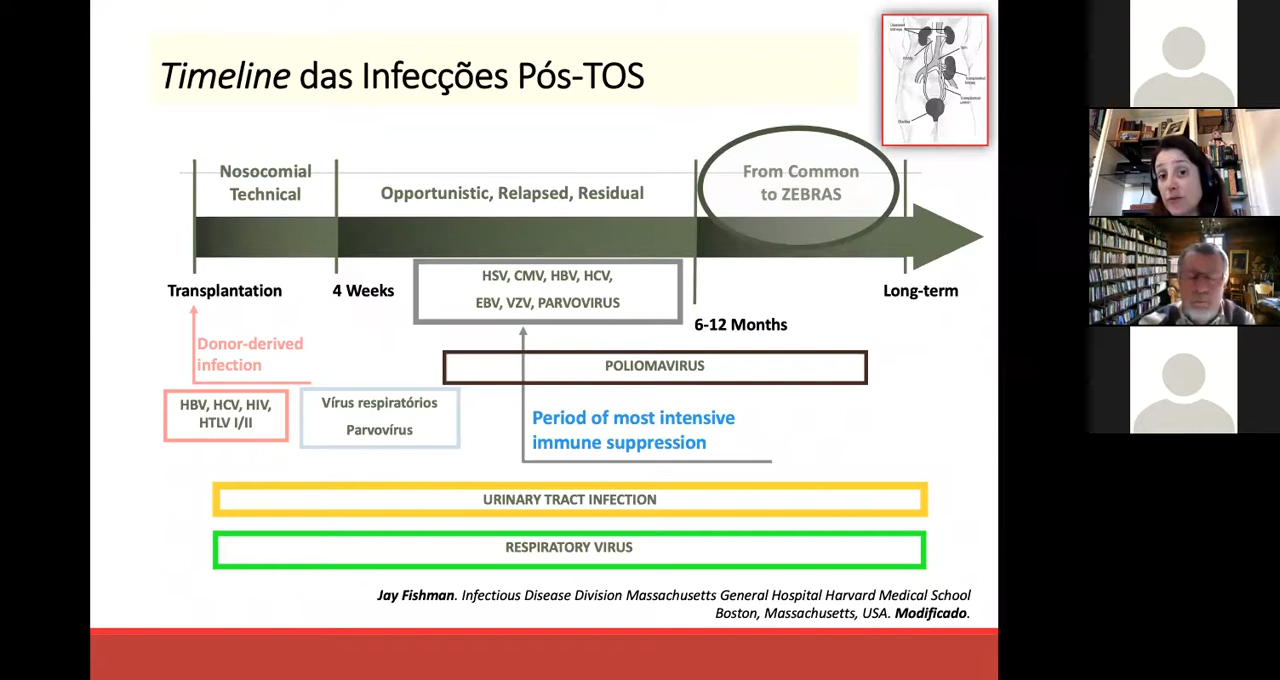 Timeline das Infecções Pós-TOS
Nosocomial
Technical
Opportunistic, Relapsed, Residual
From Common
to ZEBRAS
Transplantation
4 Weeks
HSV, CMV, HBV, HCV,
EBV, VZV, PARVOVIRUS
6-12 Months
Long-term
Donor-derived
infection
POLIOMAVIRUS
HBV, HCV, HIV,
HTLV I/II
Vírus respiratórios
Parvovírus
Period of most intensive
immune suppression
URINARY TRACT INFECTION
RESPIRATORY VIRUS
Jay Fishman. Infectious Disease Division Massachusetts General Hospital Harvard Medical School
Boston, Massachusetts, USA. Modificado.